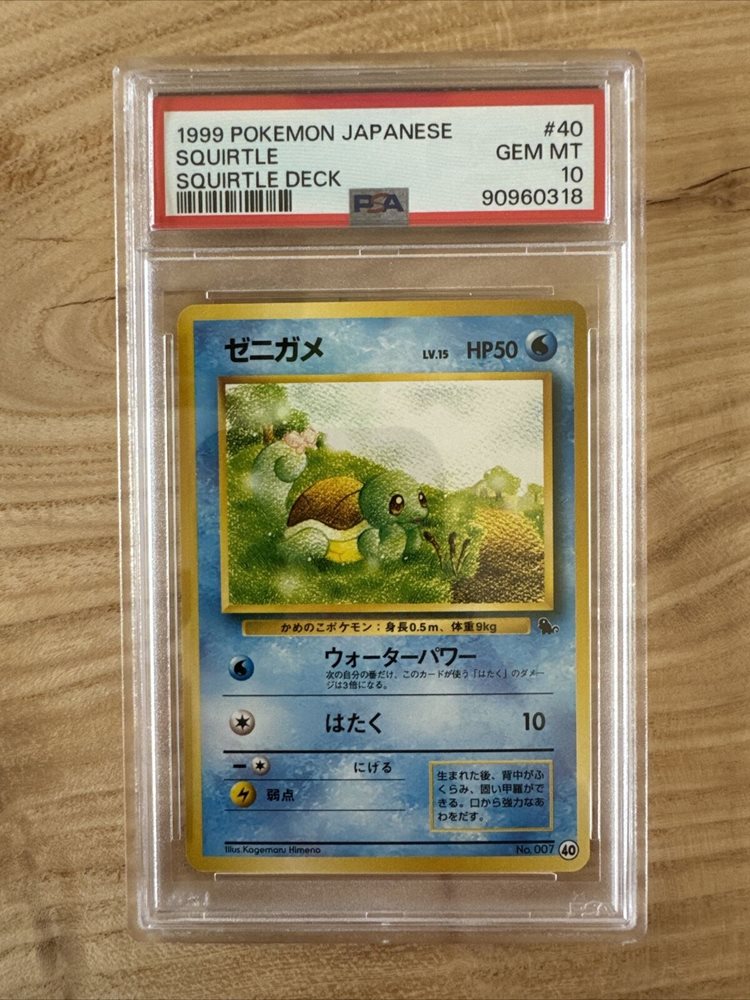 1999 POKEMON JAPANESE #40
SQUIRTLE GEM MT
SQUIRTLE DECK 10
PSA 90960318
ゼニガメ LV.15 HP50
かめのこポケモン：身長0.5m、体重9kg
ウォーターパワー
次の自分の番だけ、このカードが使う「はたく」のダメー
ジは3倍になる。
はたく 10
にげる
弱点
生まれた後、背中がふ
くらみ、固い甲羅がで
きる。口から強力なあ
わをだす。
Illus.Kagemaru Himeno No.007 40